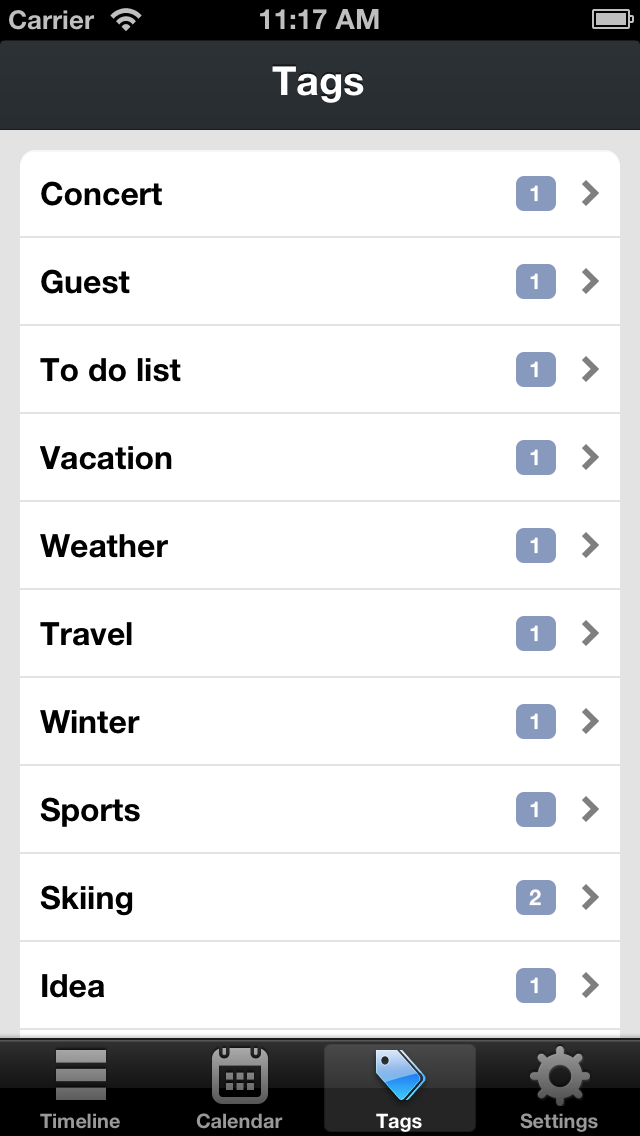 Carrier 11:17 AM
Tags
Concert 1
Guest 1
To do list 1
Vacation 1
Weather 1
Travel 1
Winter 1
Sports 1
Skiing 2
Idea 1
Timeline Calendar Tags Settings